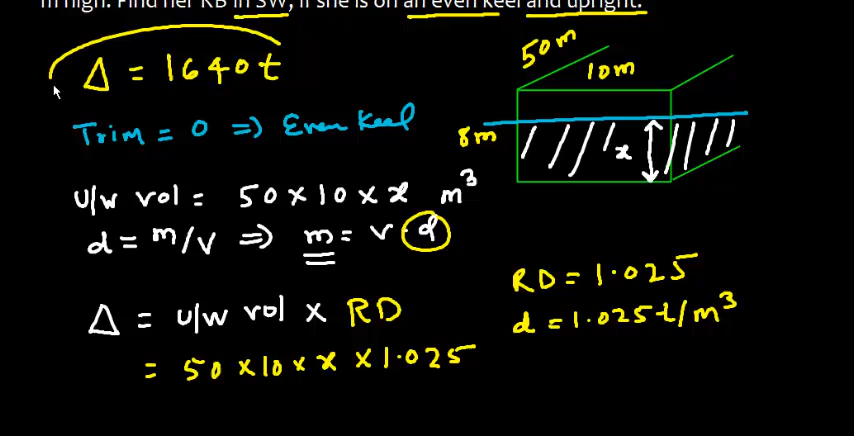 m high. Find her KB in SW, if she is on an even keel and upright.
Δ = 1640t
Trim = 0 => Even Keel
u/w vol = 50 x 10 x x m³
d = m/v => m = v d
Δ = u/w vol x RD
= 50 x 10 x x x 1.025
50m
10m
8m
x
RD = 1.025
d = 1.025 t/m³